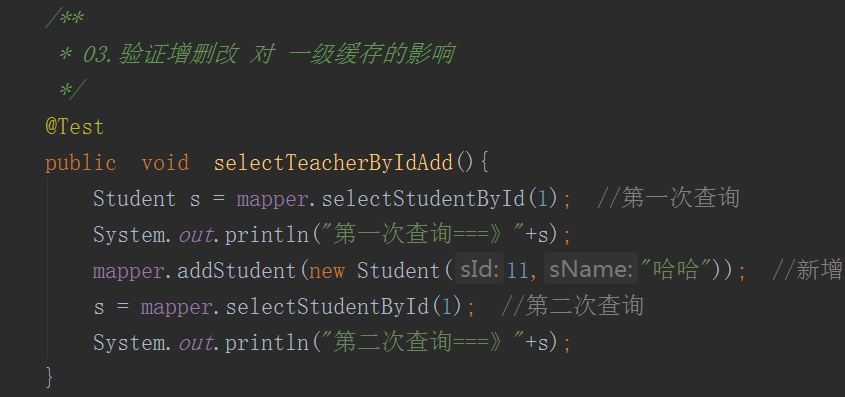 /**
 * 03.验证增删改 对 一级缓存的影响
 */
@Test
public  void  selectTeacherByIdAdd(){
    Student s = mapper.selectStudentById(1);  //第一次查询
    System.out.println("第一次查询===》"+s);
    mapper.addStudent(new Student( sId: 11, sName: "哈哈"));  //新增
    s = mapper.selectStudentById(1);  //第二次查询
    System.out.println("第二次查询===》"+s);
}